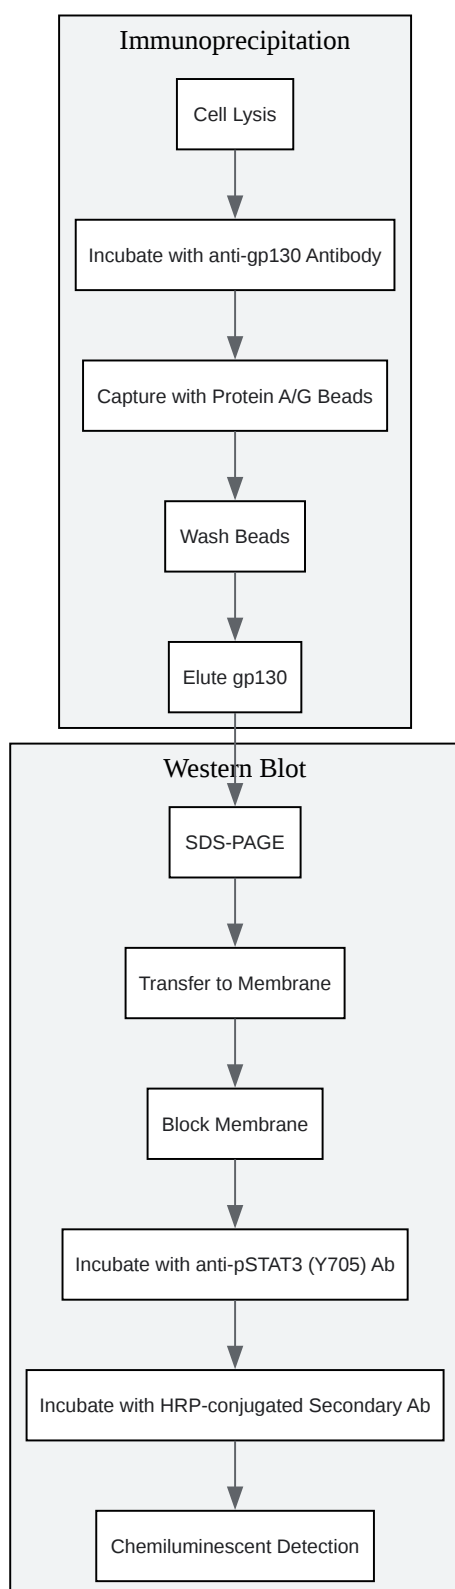 Immunoprecipitation
Cell Lysis
Incubate with anti-gp130 Antibody
Capture with Protein A/G Beads
Wash Beads
Elute gp130
Western Blot
SDS-PAGE
Transfer to Membrane
Block Membrane
Incubate with anti-pSTAT3 (Y705) Ab
Incubate with HRP-conjugated Secondary Ab
Chemiluminescent Detection